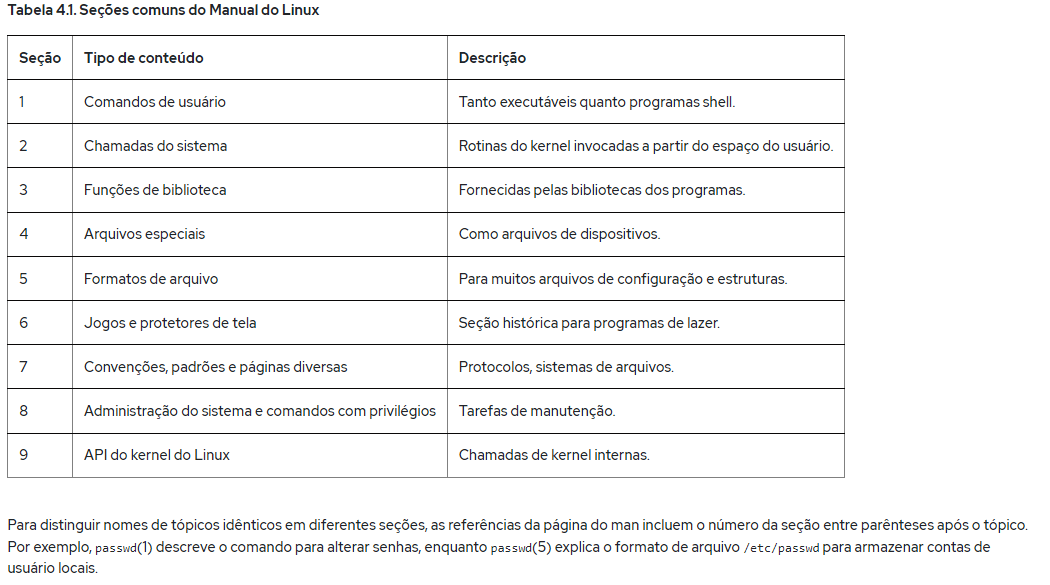 Tabela 4.1. Seções comuns do Manual do Linux
Seção Tipo de conteúdo Descrição
1 Comandos de usuário Tanto executáveis quanto programas shell.
2 Chamadas do sistema Rotinas do kernel invocadas a partir do espaço do usuário.
3 Funções de biblioteca Fornecidas pelas bibliotecas dos programas.
4 Arquivos especiais Como arquivos de dispositivos.
5 Formatos de arquivo Para muitos arquivos de configuração e estruturas.
6 Jogos e protetores de tela Seção histórica para programas de lazer.
7 Convenções, padrões e páginas diversas Protocolos, sistemas de arquivos.
8 Administração do sistema e comandos com privilégios Tarefas de manutenção.
9 API do kernel do Linux Chamadas de kernel internas.
Para distinguir nomes de tópicos idênticos em diferentes seções, as referências da página do man incluem o número da seção entre parênteses após o tópico.
Por exemplo, passwd(1) descreve o comando para alterar senhas, enquanto passwd(5) explica o formato de arquivo /etc/passwd para armazenar contas de
usuário locais.